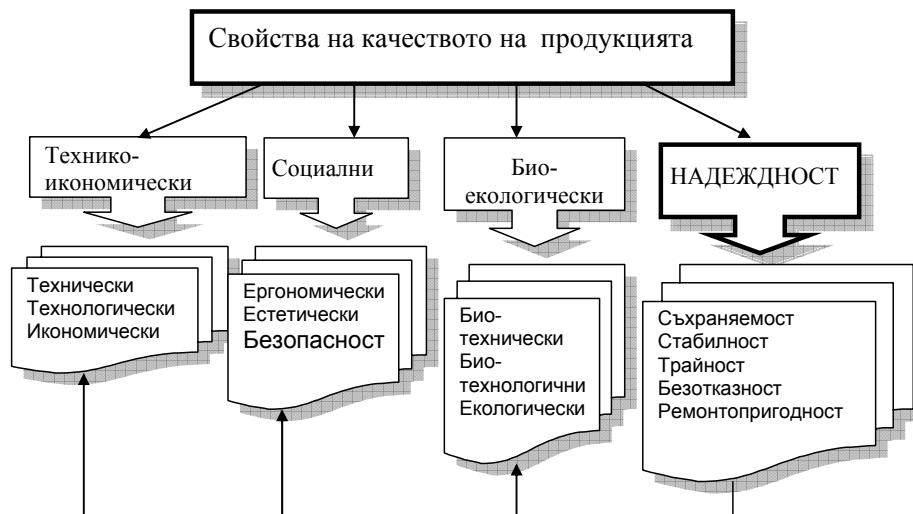 Свойства на качеството на продукцията
Технико-
икономически
Социални
Био-
екологически
НАДЕЖДНОСТ
Технически
Технологически
Икономически
Ергономически
Естетически
Безопасност
Био-
технически
Био-
технологични
Екологически
Съхраняемост
Стабилност
Трайност
Безотказност
Ремонтопригодност